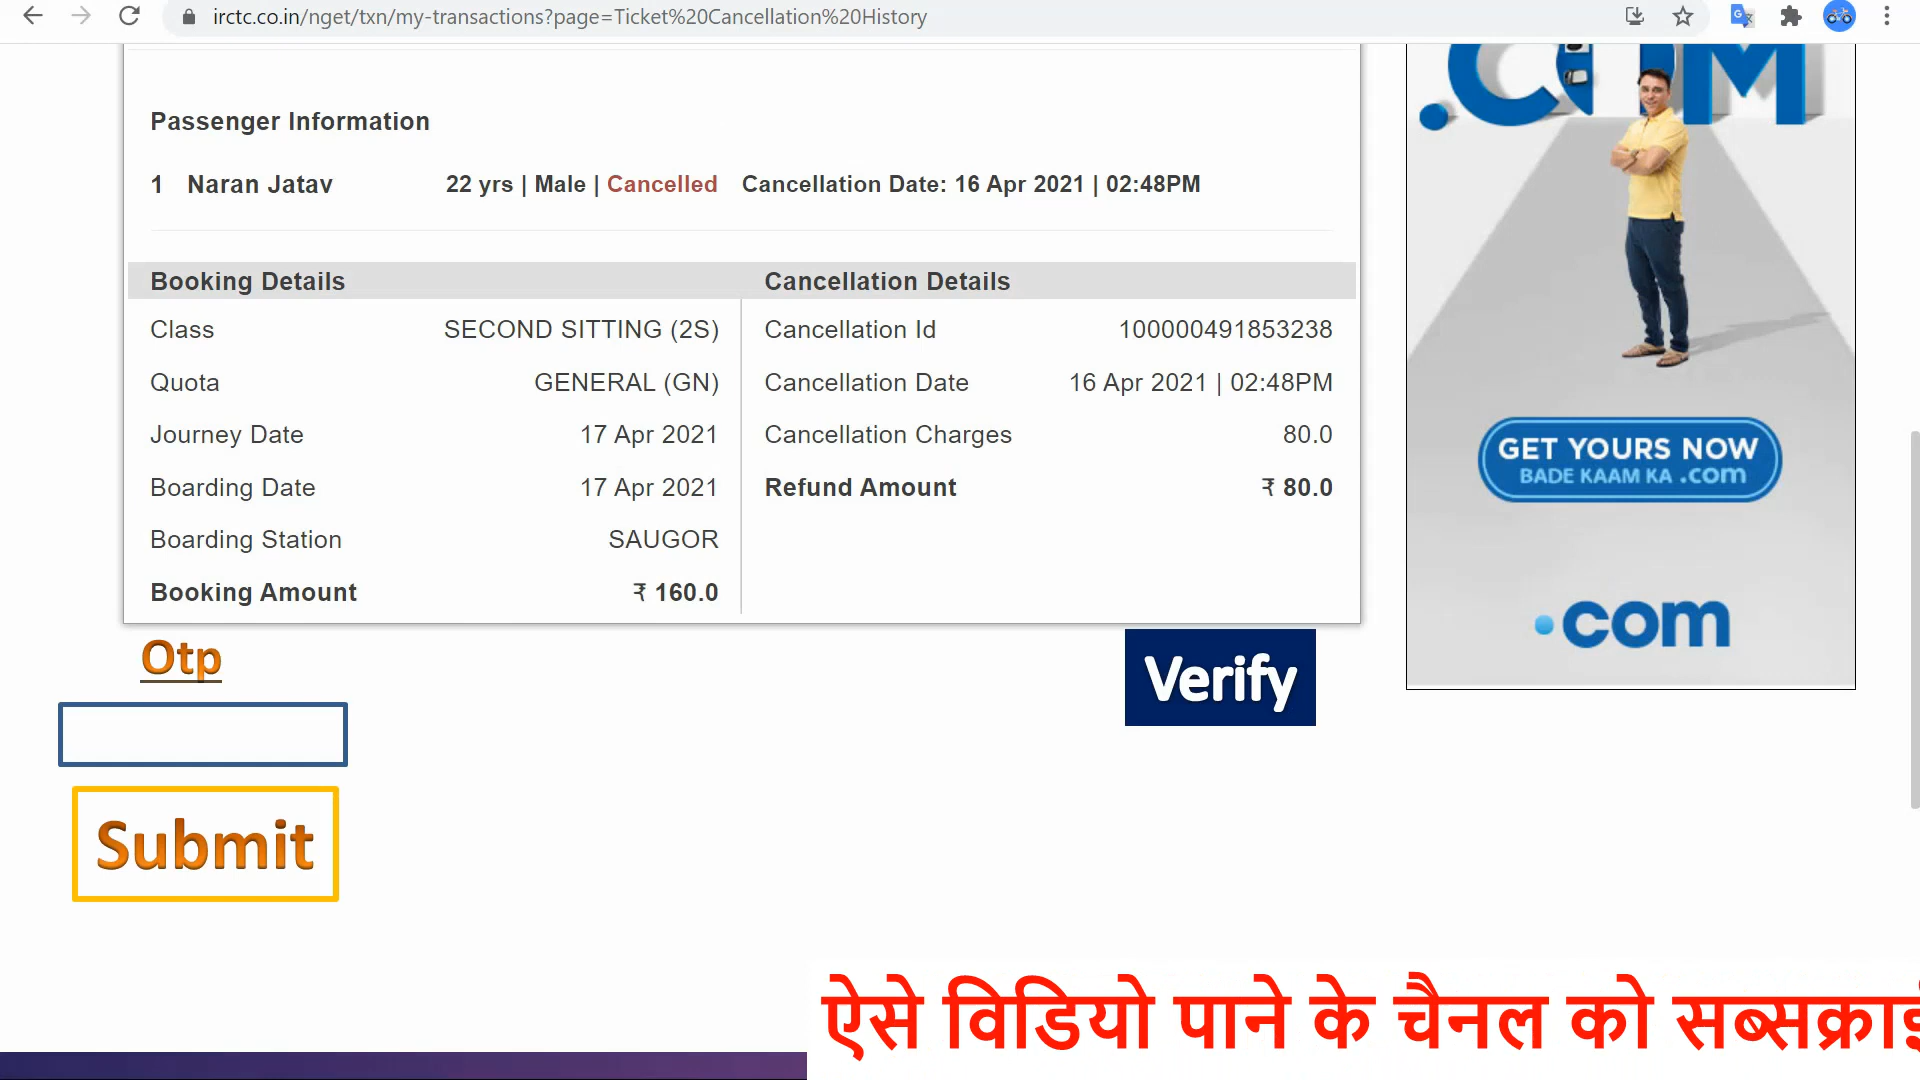 irctc.co.in/nget/txn/my-transactions?page=Ticket%20Cancellation%20History
Passenger Information
1 Naran Jatav 22 yrs | Male | Cancelled Cancellation Date: 16 Apr 2021 | 02:48PM
Booking Details Cancellation Details
Class SECOND SITTING (2S) Cancellation Id 100000491853238
Quota GENERAL (GN) Cancellation Date 16 Apr 2021 | 02:48PM
Journey Date 17 Apr 2021 Cancellation Charges 80.0
Boarding Date 17 Apr 2021 Refund Amount ₹ 80.0
Boarding Station SAUGOR
Booking Amount ₹ 160.0
Otp
Verify
Submit
.COM
GET YOURS NOW
BADE KAAM KA .com
.com
ऐसे विडियो पाने के चैनल को